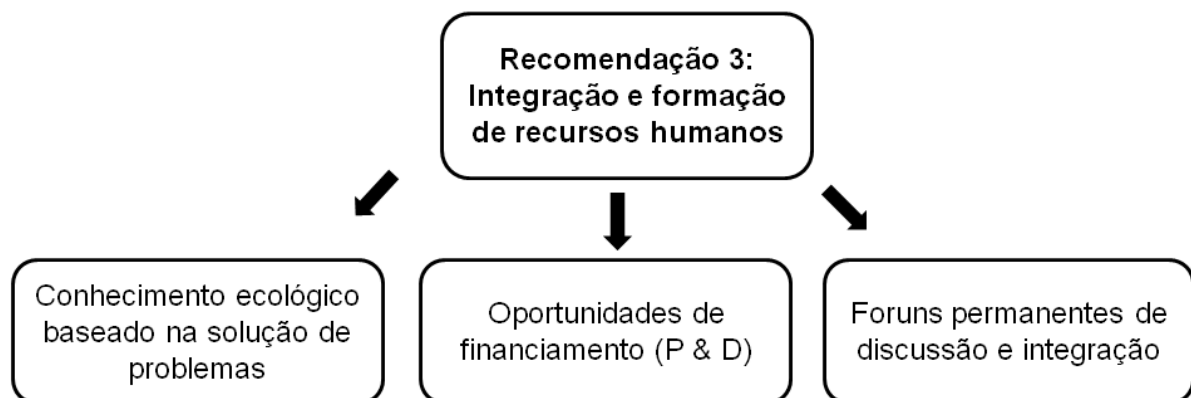 Recomendação 3:
Integração e formação
de recursos humanos
Conhecimento ecológico
baseado na solução de
problemas
Oportunidades de
financiamento (P & D)
Foruns permanentes de
discussão e integração